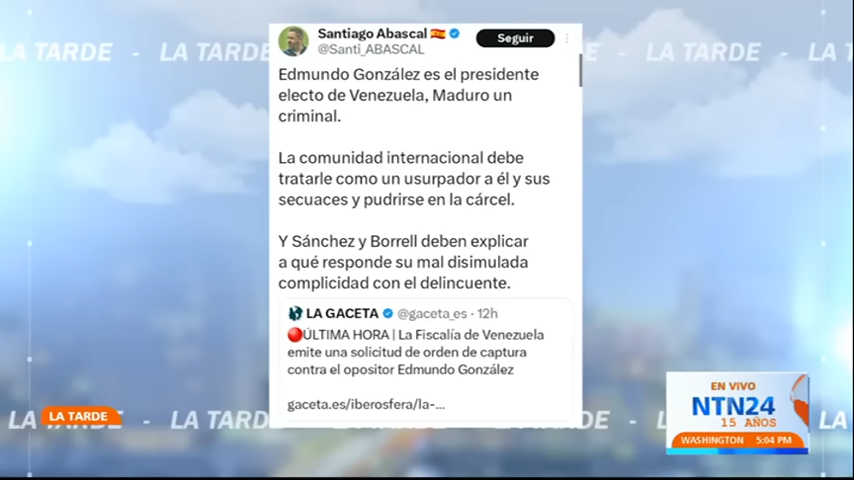 LA TARDE - LA TARDE
LA TARDE - LA TARDE
Santiago Abascal
@Santi_ABASCAL
Seguir
Edmundo González es el presidente
electo de Venezuela, Maduro un
criminal.
La comunidad internacional debe
tratarle como un usurpador a él y sus
secuaces y pudrirse en la cárcel.
Y Sánchez y Borrell deben explicar
a qué responde su mal disimulada
complicidad con el delincuente.
LA GACETA @gaceta_es · 12h
ÚLTIMA HORA | La Fiscalía de Venezuela
emite una solicitud de orden de captura
contra el opositor Edmundo González
gaceta.es/iberosfera/la-...
LA TARDE
LA TARDE - LA TARDE
EN VIVO
NTN24
15 AÑOS
WASHINGTON 5:04 PM